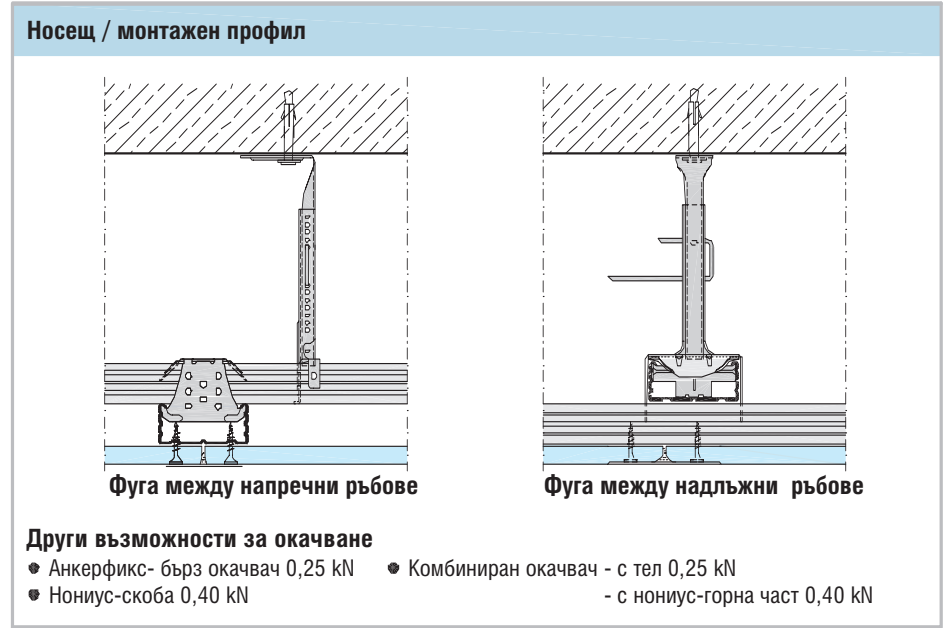 Носещ / монтажен профил
Фуга между напречни ръбове
Фуга между надлъжни ръбове
Други възможности за окачване
Анкерфикс- бърз окачвач 0,25 kN
Комбиниран окачвач - с тел 0,25 kN
Нониус-скоба 0,40 kN
- с нониус-горна част 0,40 kN